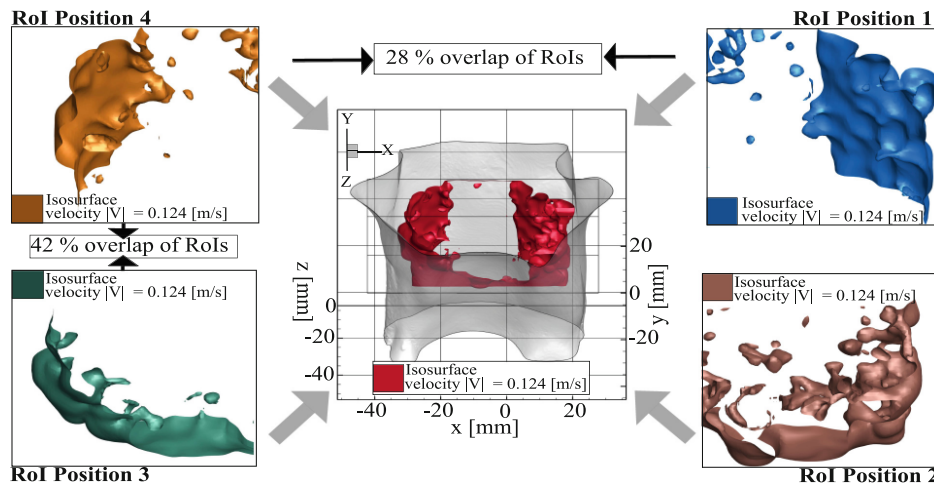 RoI Position 4
RoI Position 1
28 % overlap of RoIs
Isosurface
velocity |V| = 0.124 [m/s]
Isosurface
velocity |V| = 0.124 [m/s]
42 % overlap of RoIs
Y
X
Z
z [mm]
0
-20
-40
20
0
-20
y [mm]
-40
-20
0
20
x [mm]
Isosurface
velocity |V| = 0.124 [m/s]
Isosurface
velocity |V| = 0.124 [m/s]
Isosurface
velocity |V| = 0.124 [m/s]
RoI Position 3
RoI Position 2